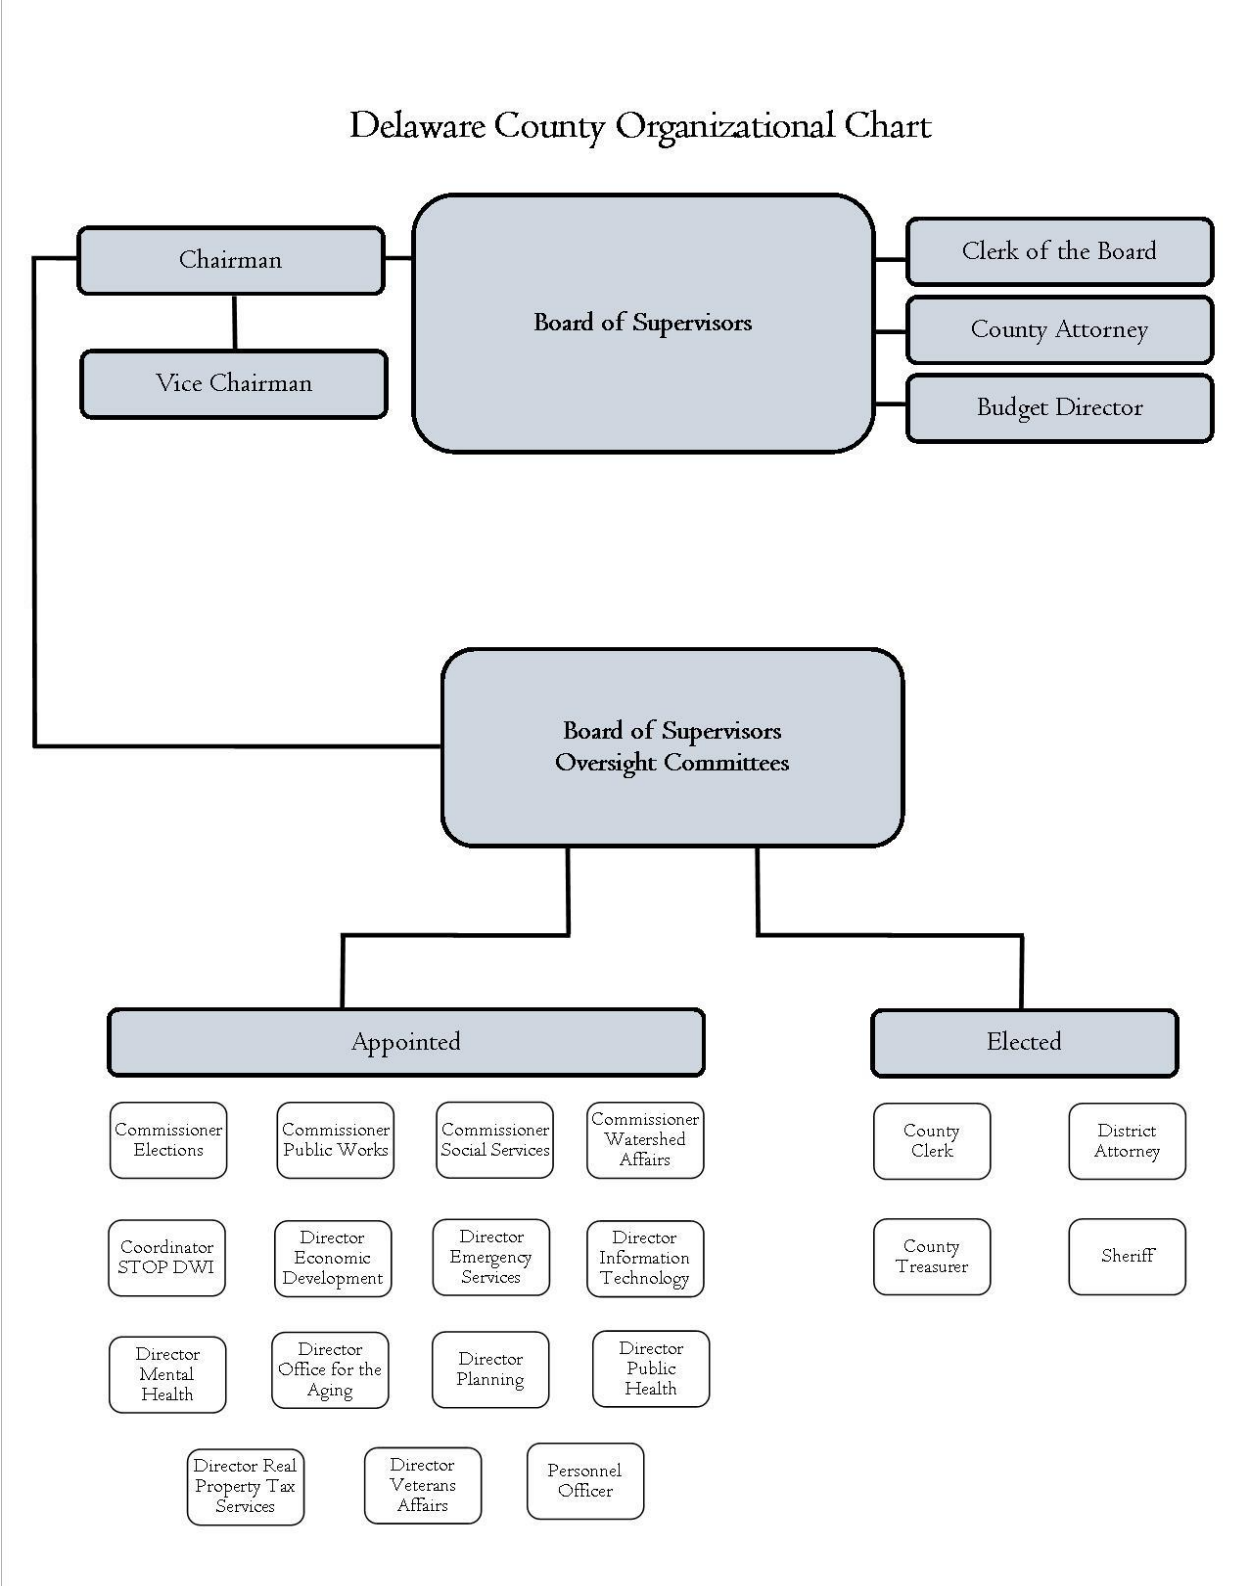 Delaware County Organizational Chart
Chairman
Vice Chairman
Board of Supervisors
Clerk of the Board
County Attorney
Budget Director
Board of Supervisors
Oversight Committees
Appointed
Commissioner
Elections
Commissioner
Public Works
Commissioner
Social Services
Commissioner
Watershed
Affairs
Coordinator
STOP DWI
Director
Economic
Development
Director
Emergency
Services
Director
Information
Technology
Director
Mental
Health
Director
Office for the
Aging
Director
Planning
Director
Public
Health
Director Real
Property Tax
Services
Director
Veterans
Affairs
Personnel
Officer
Elected
County
Clerk
District
Attorney
County
Treasurer
Sheriff